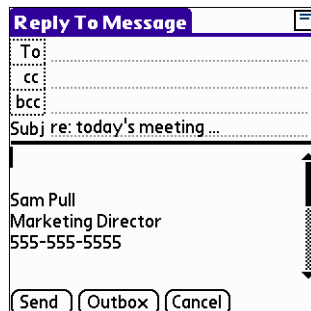 Reply To Message
To
cc
bcc
Subj re: today's meeting ...
Sam Pull
Marketing Director
555-555-5555
Send Outbox Cancel